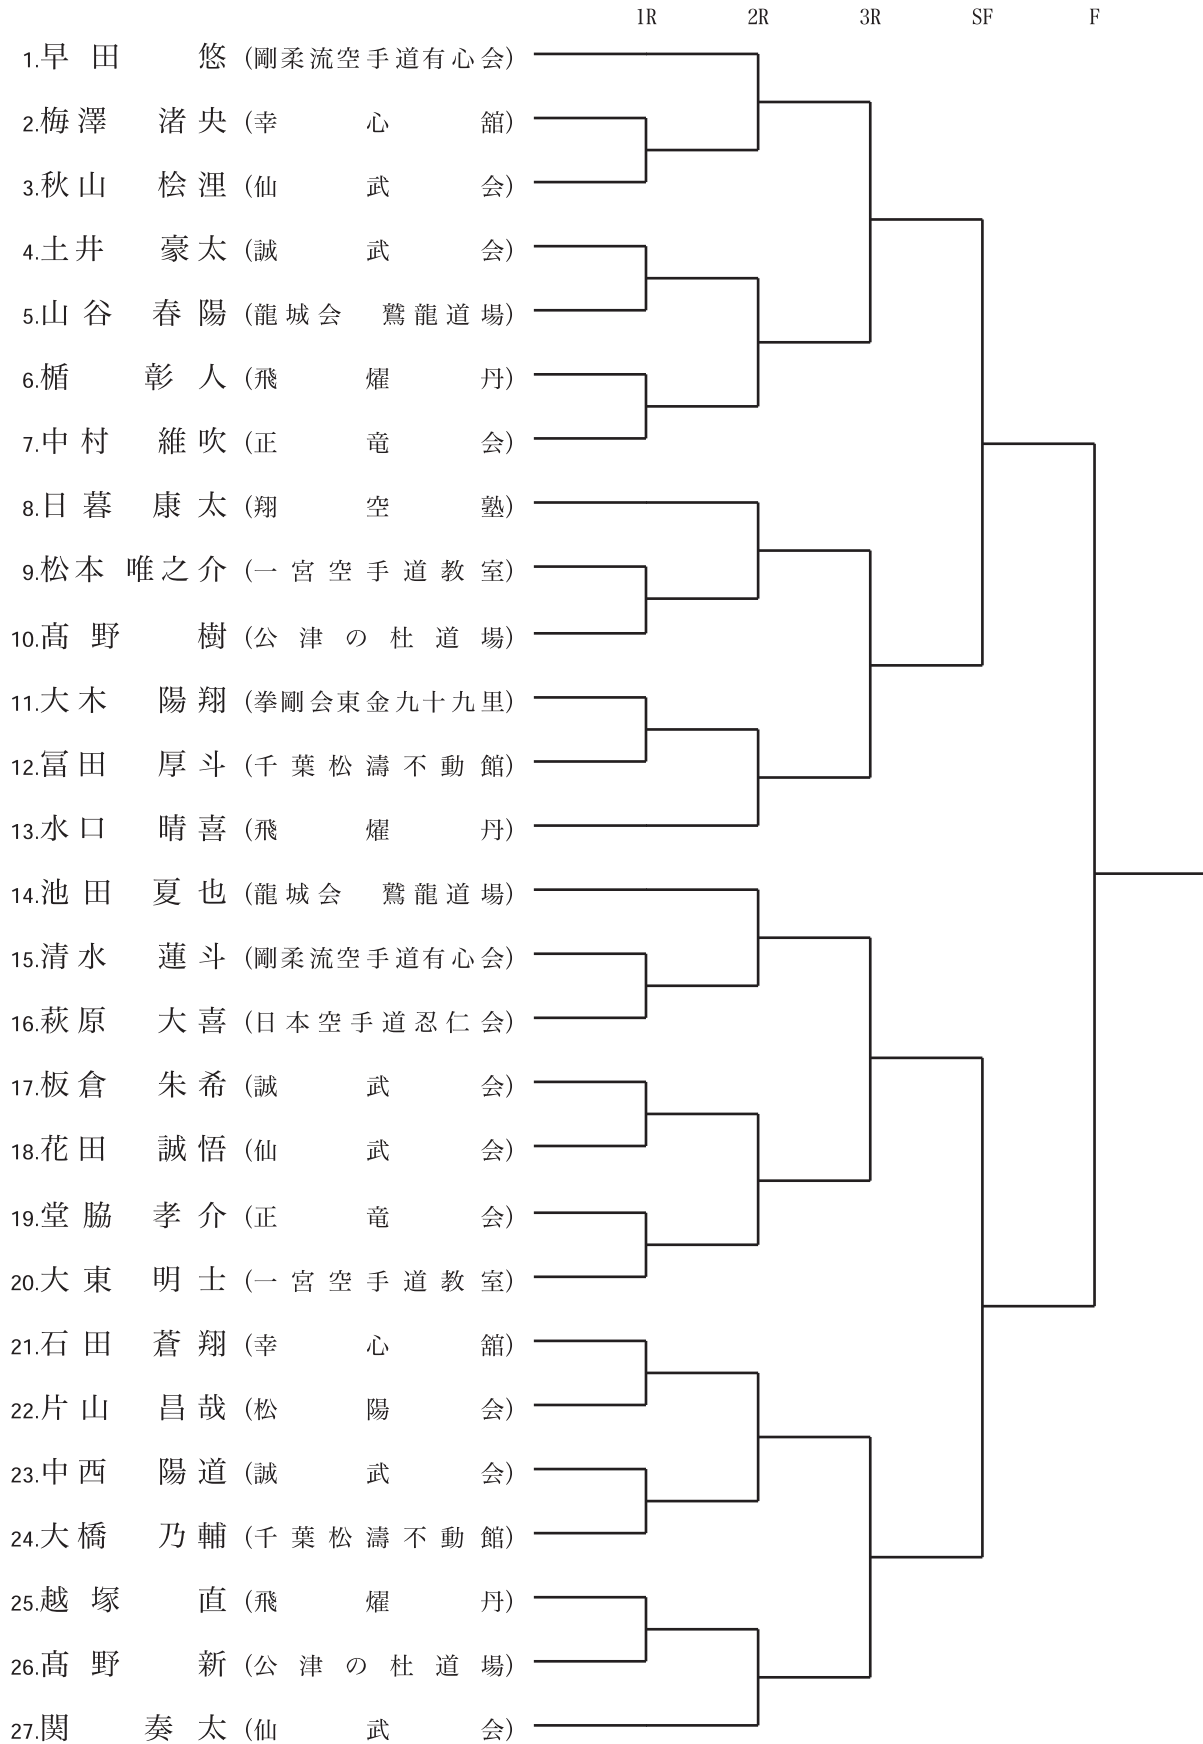 1R 2R 3R SF F
1.早田 悠 (剛柔流空手道有心会)
2.梅澤 渚央 (幸心舘)
3.秋山 桧浬 (仙武会)
4.土井 豪太 (誠武会)
5.山谷 春陽 (龍城会 鷲龍道場)
6.楯 彰人 (飛燿丹)
7.中村 維吹 (正竜会)
8.日暮 康太 (翔空塾)
9.松本 唯之介 (一宮空手道教室)
10.髙野 樹 (公津の杜道場)
11.大木 陽翔 (拳剛会東金九十九里)
12.冨田 厚斗 (千葉松濤不動館)
13.水口 晴喜 (飛燿丹)
14.池田 夏也 (龍城会 鷲龍道場)
15.清水 蓮斗 (剛柔流空手道有心会)
16.萩原 大喜 (日本空手道忍仁会)
17.板倉 朱希 (誠武会)
18.花田 誠悟 (仙武会)
19.堂脇 孝介 (正竜会)
20.大東 明士 (一宮空手道教室)
21.石田 蒼翔 (幸心舘)
22.片山 昌哉 (松陽会)
23.中西 陽道 (誠武会)
24.大橋 乃輔 (千葉松濤不動館)
25.越塚 直 (飛燿丹)
26.髙野 新 (公津の杜道場)
27.関 奏太 (仙武会)